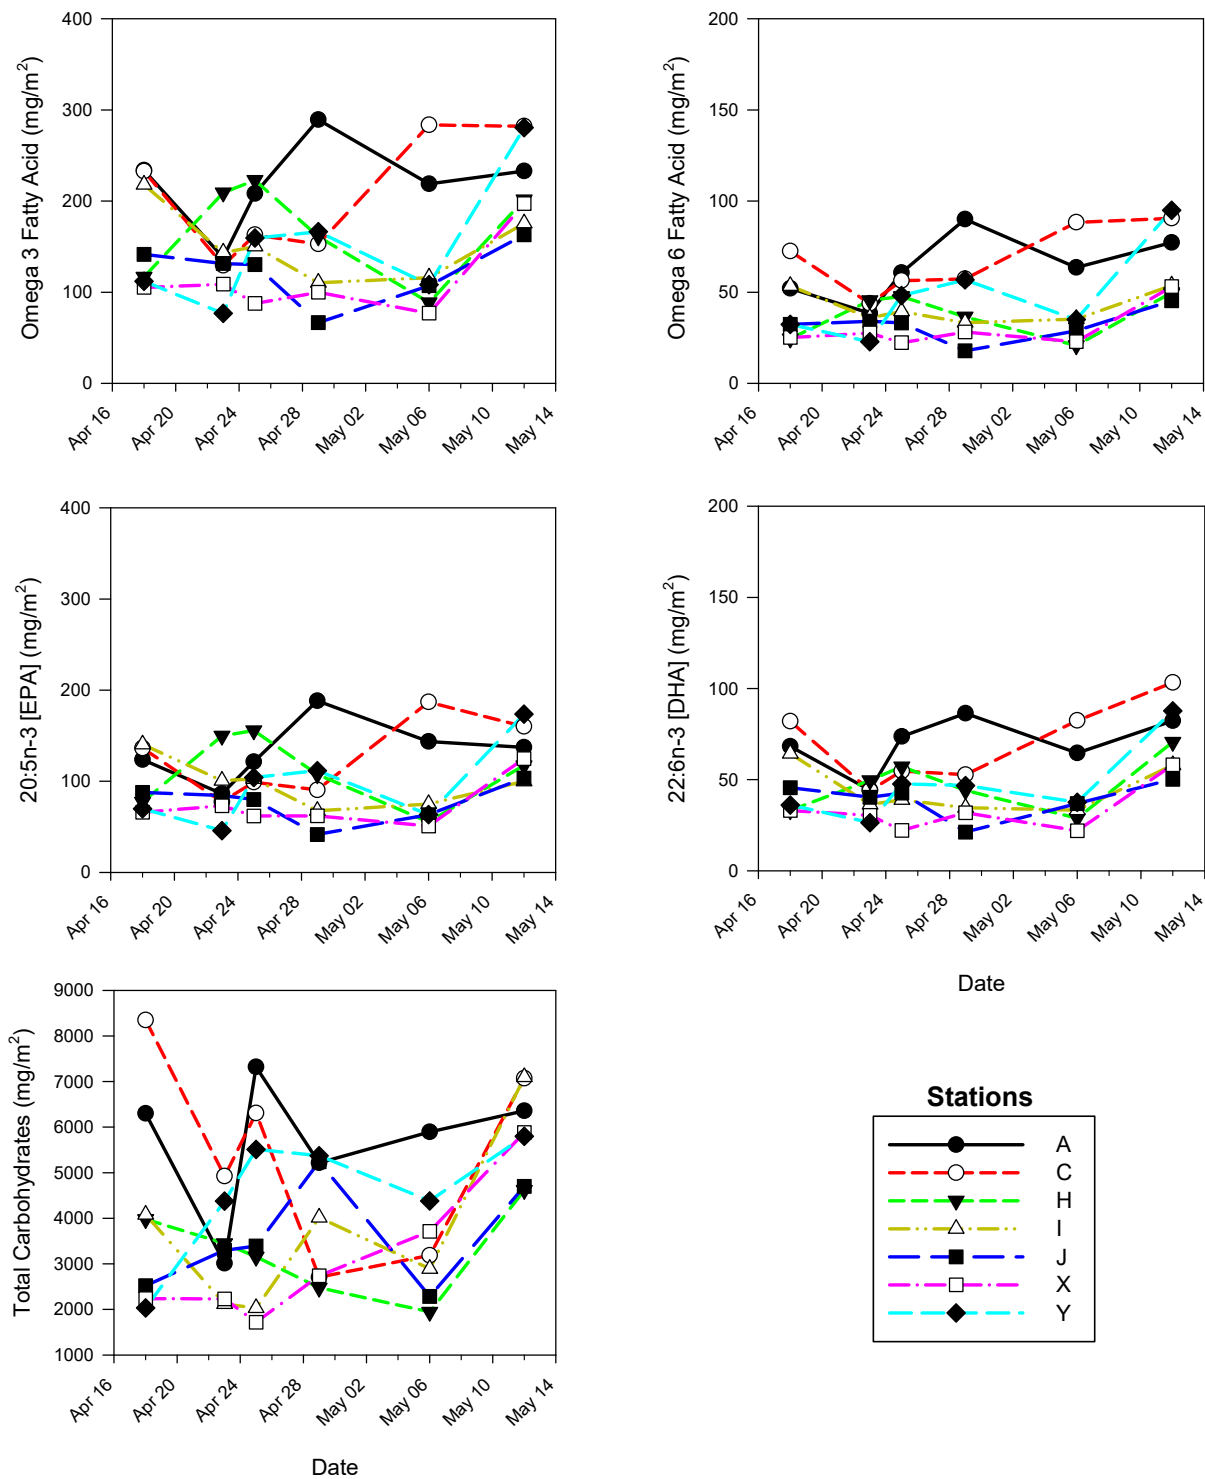 Omega 3 Fatty Acid (mg/m²)
400
300
200
100
0
Apr 16
Apr 20
Apr 24
Apr 28
May 02
May 06
May 10
May 14
Omega 6 Fatty Acid (mg/m²)
200
150
100
50
0
Apr 16
Apr 20
Apr 24
Apr 28
May 02
May 06
May 10
May 14
20:5n-3 [EPA] (mg/m²)
400
300
200
100
0
Apr 16
Apr 20
Apr 24
Apr 28
May 02
May 06
May 10
May 14
22:6n-3 [DHA] (mg/m²)
200
150
100
50
0
Apr 16
Apr 20
Apr 24
Apr 28
May 02
May 06
May 10
May 14
Date
Total Carbohydrates (mg/m²)
9000
8000
7000
6000
5000
4000
3000
2000
1000
Apr 16
Apr 20
Apr 24
Apr 28
May 02
May 06
May 10
May 14
Date
Stations
A
C
H
I
J
X
Y